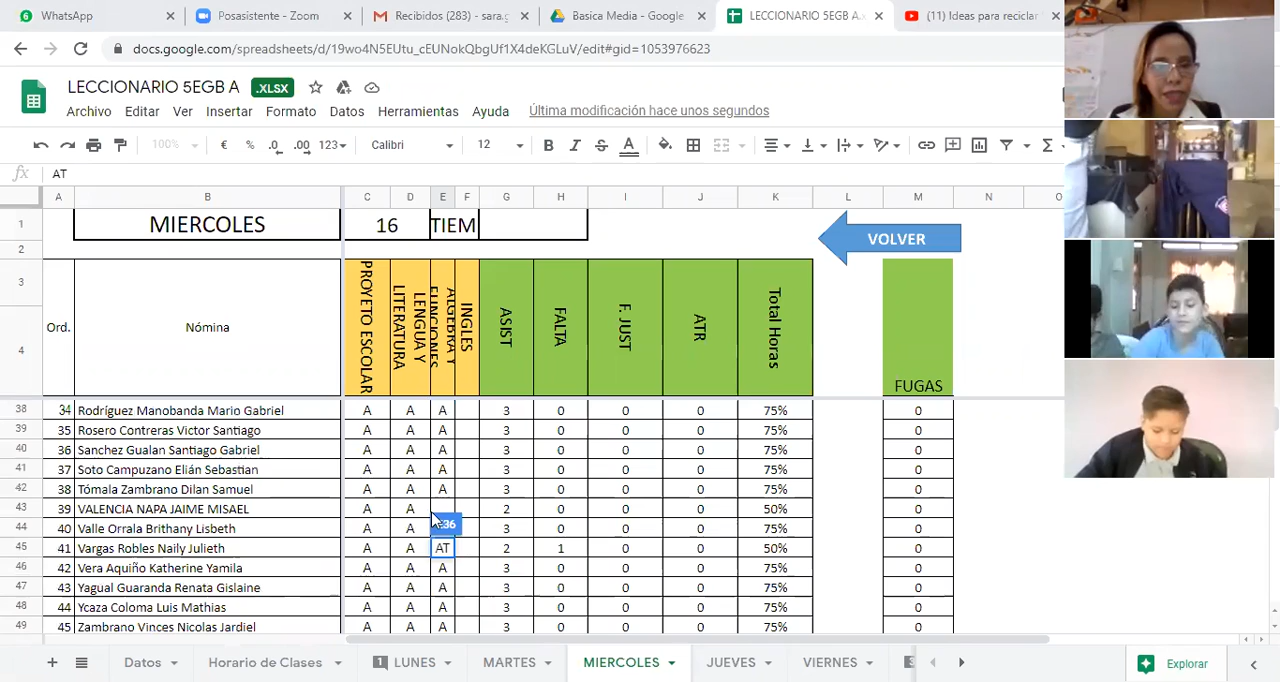 WhatsApp Posasistente - Zoom Recibidos (283) - sara.g Basica Media - Google LECCIONARIO 5EGB A.x (11) Ideas para reciclar
docs.google.com/spreadsheets/d/19wo4N5EUtu_cEUNokQbgUf1X4deKGLuV/edit#gid=1053976623
LECCIONARIO 5EGB A .XLSX
Archivo Editar Ver Insertar Formato Datos Herramientas Ayuda Última modificación hace unos segundos
100% € % .0 .00 123 Calibri 12 B I S A Σ
fx AT
A B C D E F G H I J K L M N O
1 MIERCOLES 16 TIEM
VOLVER
2
3
4
Ord. Nómina PROYETO ESCOLAR LENGUA Y LITERATURA ALGEBRA Y FUNCIONES INGLES ASIST FALTA F. JUST ATR Total Horas FUGAS
38 34 Rodríguez Manobanda Mario Gabriel A A A 3 0 0 0 75% 0
39 35 Rosero Contreras Victor Santiago A A A 3 0 0 0 75% 0
40 36 Sanchez Gualan Santiago Gabriel A A A 3 0 0 0 75% 0
41 37 Soto Campuzano Elián Sebastian A A A 3 0 0 0 75% 0
42 38 Tómala Zambrano Dilan Samuel A A A 3 0 0 0 75% 0
43 39 VALENCIA NAPA JAIME MISAEL A A 2 0 0 0 50% 0
44 40 Valle Orrala Brithany Lisbeth A A 3 0 0 0 75% 0
45 41 Vargas Robles Naily Julieth A A AT 2 1 0 0 50% 0
46 42 Vera Aquiño Katherine Yamila A A A 3 0 0 0 75% 0
47 43 Yagual Guaranda Renata Gislaine A A A 3 0 0 0 75% 0
48 44 Ycaza Coloma Luis Mathias A A A 3 0 0 0 75% 0
49 45 Zambrano Vinces Nicolas Jardiel A A A 3 0 0 0 75% 0
Datos Horario de Clases 1 LUNES MARTES MIERCOLES JUEVES VIERNES Explorar